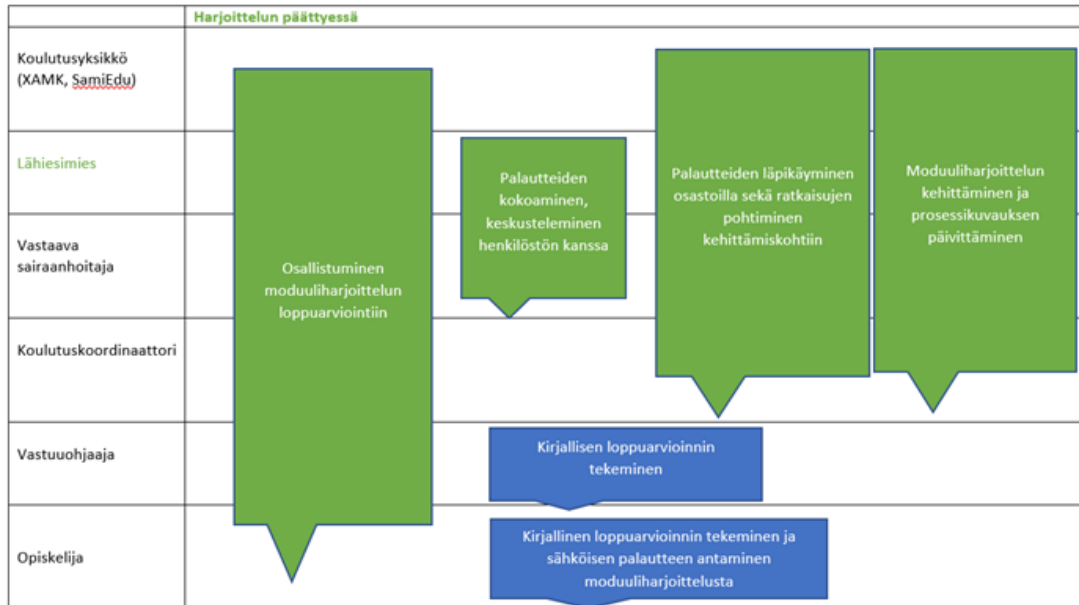 Harjoittelun päättyessä
Koulutusyksikkö
(XAMK, SamiEdu)
Lähiesimies
Vastaava
sairaanhoitaja
Koulutuskoordinaattori
Vastuuohjaaja
Opiskelija
Osallistuminen
moduuliharjoittelun
loppuarviointiin
Palautteiden
kokoaminen,
keskusteleminen
henkilöstön kanssa
Palautteiden läpikäyminen
osastoilla sekä ratkaisujen
pohtiminen
kehittämiskohtiin
Moduuliharjoittelun
kehittäminen ja
prosessikuvauksen
päivittäminen
Kirjallisen loppuarvioinnin
tekeminen
Kirjallinen loppuarvioinnin tekeminen ja
sähköisen palautteen antaminen
moduuliharjoittelusta